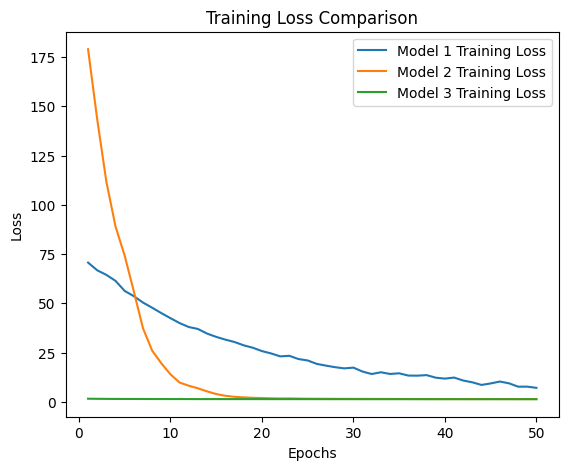 Training Loss Comparison
Model 1 Training Loss
Model 2 Training Loss
Model 3 Training Loss
175
150
125
100
75
50
25
0
Loss
0 10 20 30 40 50
Epochs